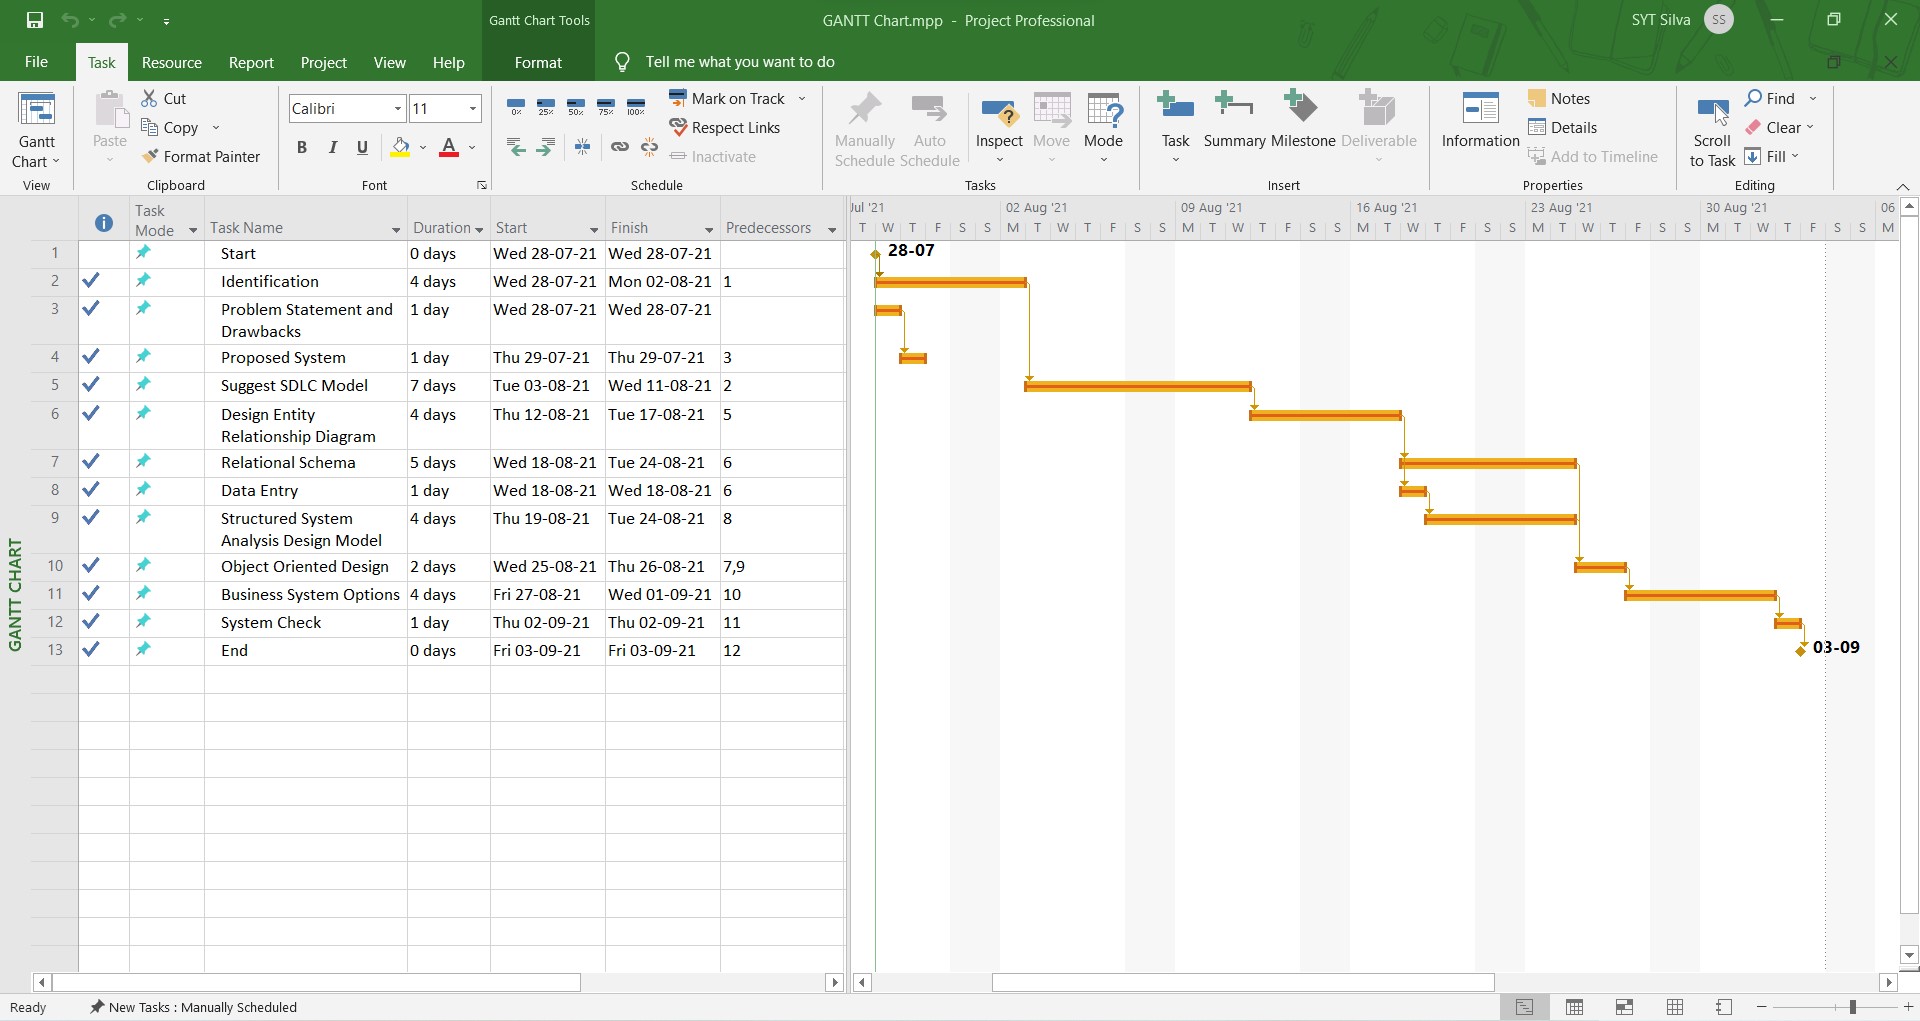 Gantt Chart Tools
GANTT Chart.mpp - Project Professional
SYT Silva
SS
File
Task
Resource
Report
Project
View
Help
Format
Tell me what you want to do
Gantt
Chart
View
Paste
Cut
Copy
Format Painter
Clipboard
Calibri
11
B I U
A
Font
0% 25% 50% 75% 100%
Mark on Track
Respect Links
Inactivate
Schedule
Manually
Schedule
Auto
Schedule
Inspect
Move
Mode
Tasks
Task
Summary
Milestone
Deliverable
Insert
Information
Notes
Details
Add to Timeline
Properties
Scroll
to Task
Find
Clear
Fill
Editing
Task
Mode
Task Name
Duration
Start
Finish
Predecessors
Jul '21
02 Aug '21
09 Aug '21
16 Aug '21
23 Aug '21
30 Aug '21
06
T W T F S S M T W T F S S M T W T F S S M T W T F S S M T W T F S S M T W T F S S M
1 Start 0 days Wed 28-07-21 Wed 28-07-21
28-07
2 Identification 4 days Wed 28-07-21 Mon 02-08-21 1
3 Problem Statement and 1 day Wed 28-07-21 Wed 28-07-21
Drawbacks
4 Proposed System 1 day Thu 29-07-21 Thu 29-07-21 3
5 Suggest SDLC Model 7 days Tue 03-08-21 Wed 11-08-21 2
6 Design Entity 4 days Thu 12-08-21 Tue 17-08-21 5
Relationship Diagram
7 Relational Schema 5 days Wed 18-08-21 Tue 24-08-21 6
8 Data Entry 1 day Wed 18-08-21 Wed 18-08-21 6
9 Structured System 4 days Thu 19-08-21 Tue 24-08-21 8
Analysis Design Model
10 Object Oriented Design 2 days Wed 25-08-21 Thu 26-08-21 7,9
11 Business System Options 4 days Fri 27-08-21 Wed 01-09-21 10
12 System Check 1 day Thu 02-09-21 Thu 02-09-21 11
13 End 0 days Fri 03-09-21 Fri 03-09-21 12
03-09
GANTT CHART
Ready
New Tasks : Manually Scheduled